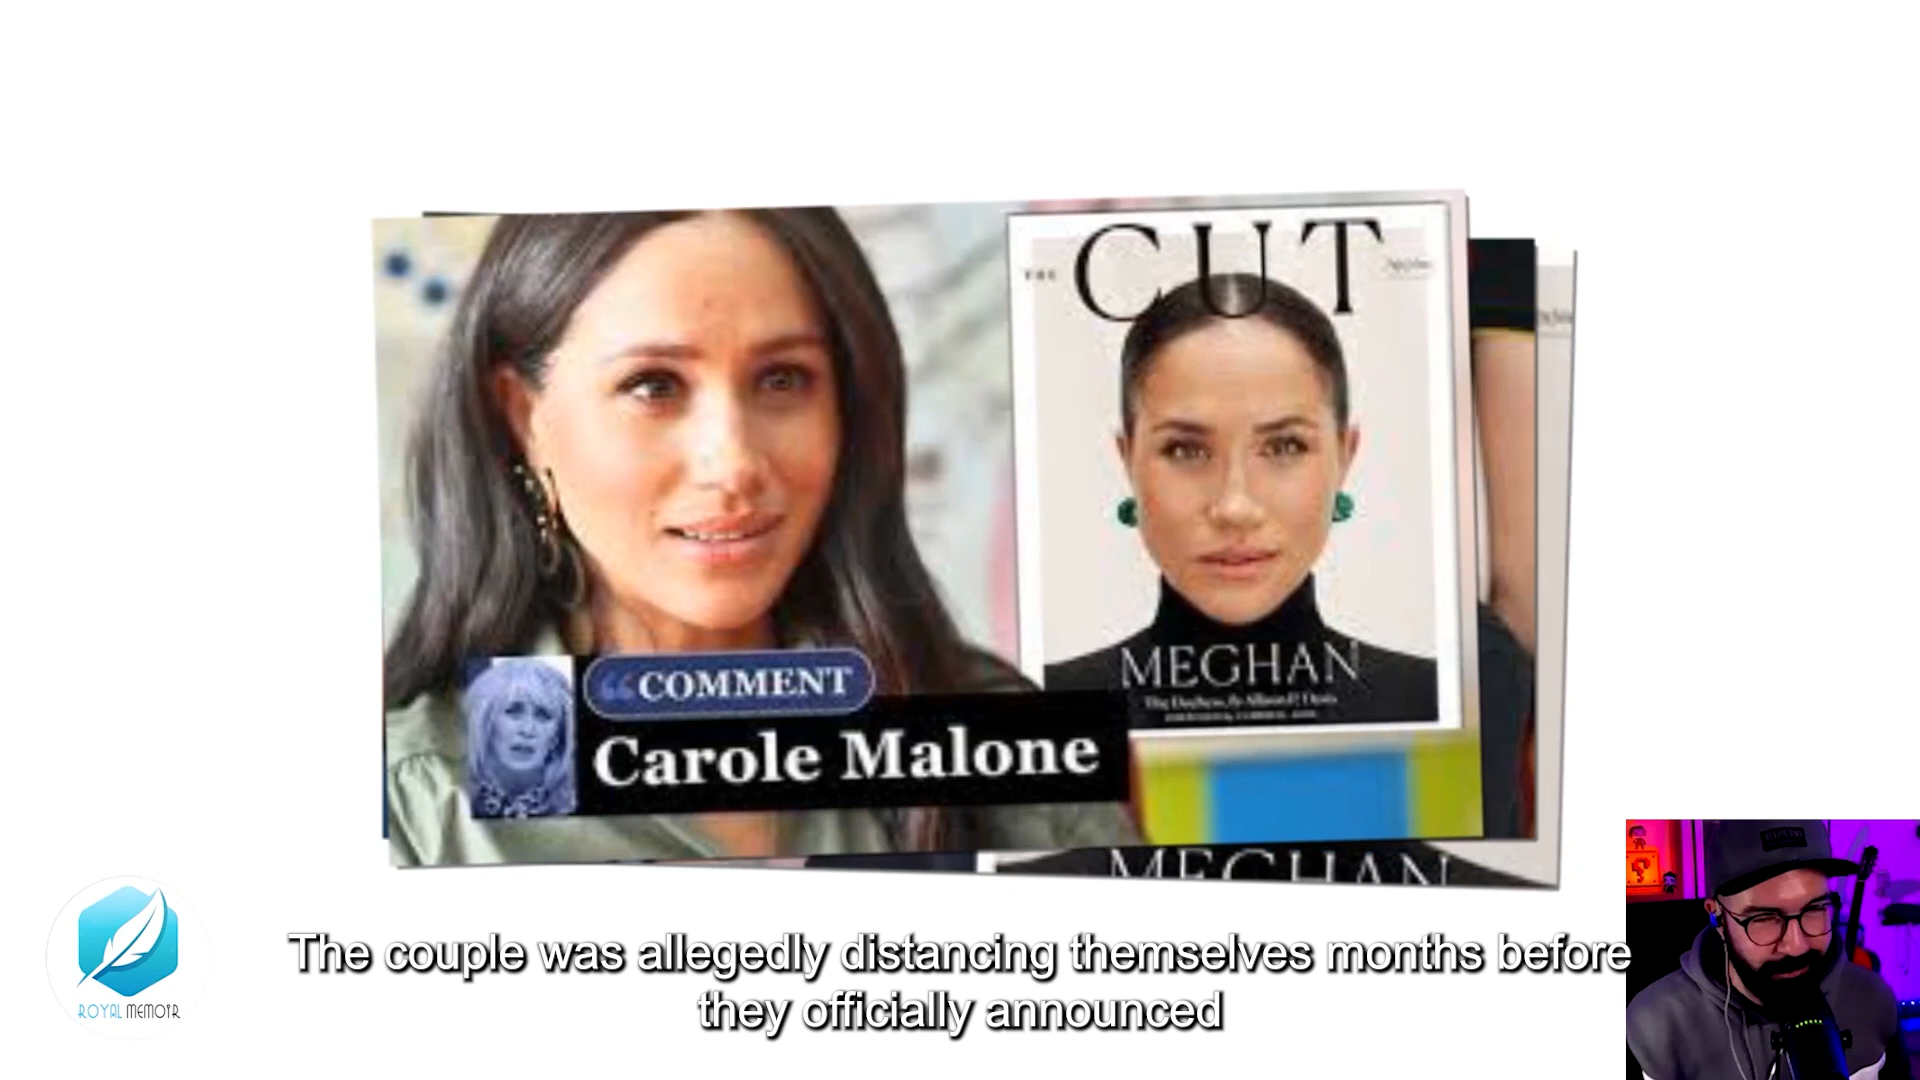 THE CUT
MEGHAN
COMMENT
Carole Malone
MEGHAN
ROYAL MEMOIR
The couple was allegedly distancing themselves months before
they officially announced